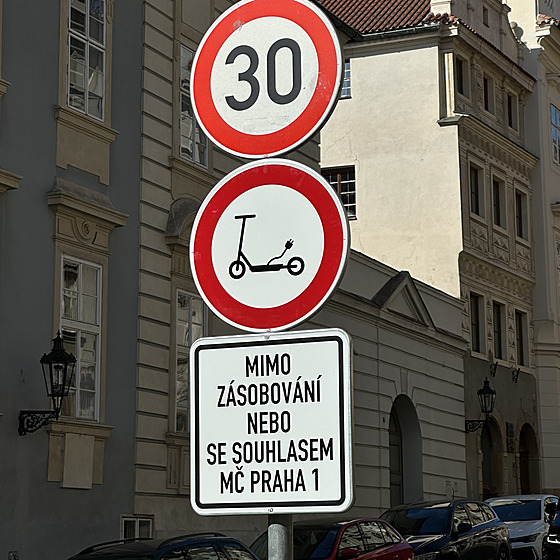 30
MIMO
ZÁSOBOVÁNÍ
NEBO
SE SOUHLASEM
MČ PRAHA 1